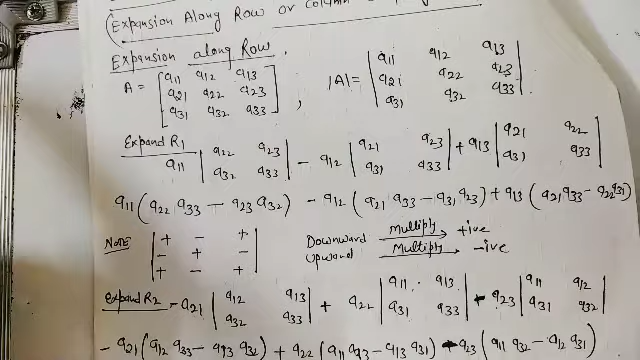 (Expansion Along Row or Column
Expansion along Row.
A = [a11 a12 a13
a21 a22 a23
a31 a32 a33] , |A| = |a11 a12 a13
a21 a22 a23
a31 a32 a33| .
Expand R1
a11 |a22 a23
a32 a33| - a12 |a21 a23
a31 a33| + a13 |a21 a22
a31 a33|
a11 (a22 a33 - a23 a32) - a12 (a21 a33 - a31 a23) + a13 (a21 a33 - a22 a31)
NOTE |+ - +
- + -
+ - +|
Downward Multiply → +ive
Upward Multiply → -ive
Expand R2 - a21 |a12 a13
a32 a33| + a22 |a11 a13
a31 a33| - a23 |a11 a12
a31 a32|
- a21 (a12 a33 - a13 a32) + a22 (a11 a33 - a13 a31) - a23 (a11 a32 - a12 a31)